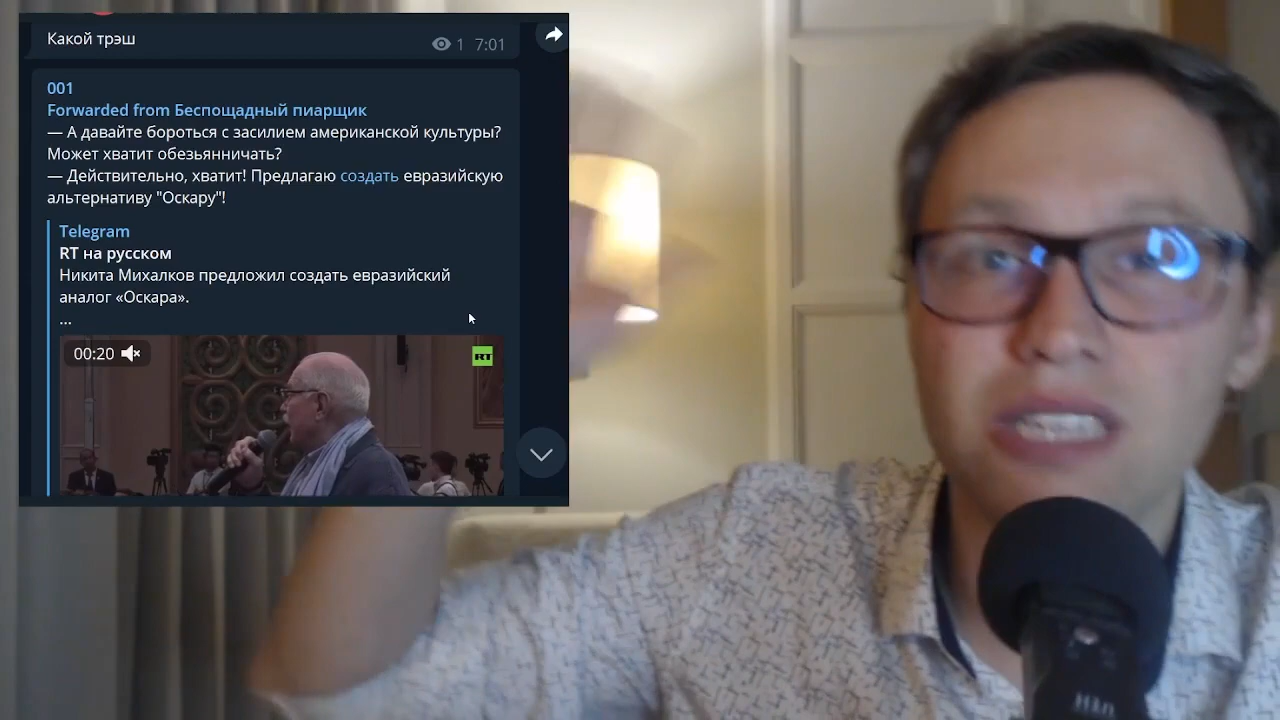 Какой трэш
1 7:01
001
Forwarded from Беспощадный пиарщик
— А давайте бороться с засилием американской культуры?
Может хватит обезьянничать?
— Действительно, хватит! Предлагаю создать евразийскую
альтернативу "Оскару"!
Telegram
RT на русском
Никита Михалков предложил создать евразийский
аналог «Оскара».
...
00:20
RT
H1n